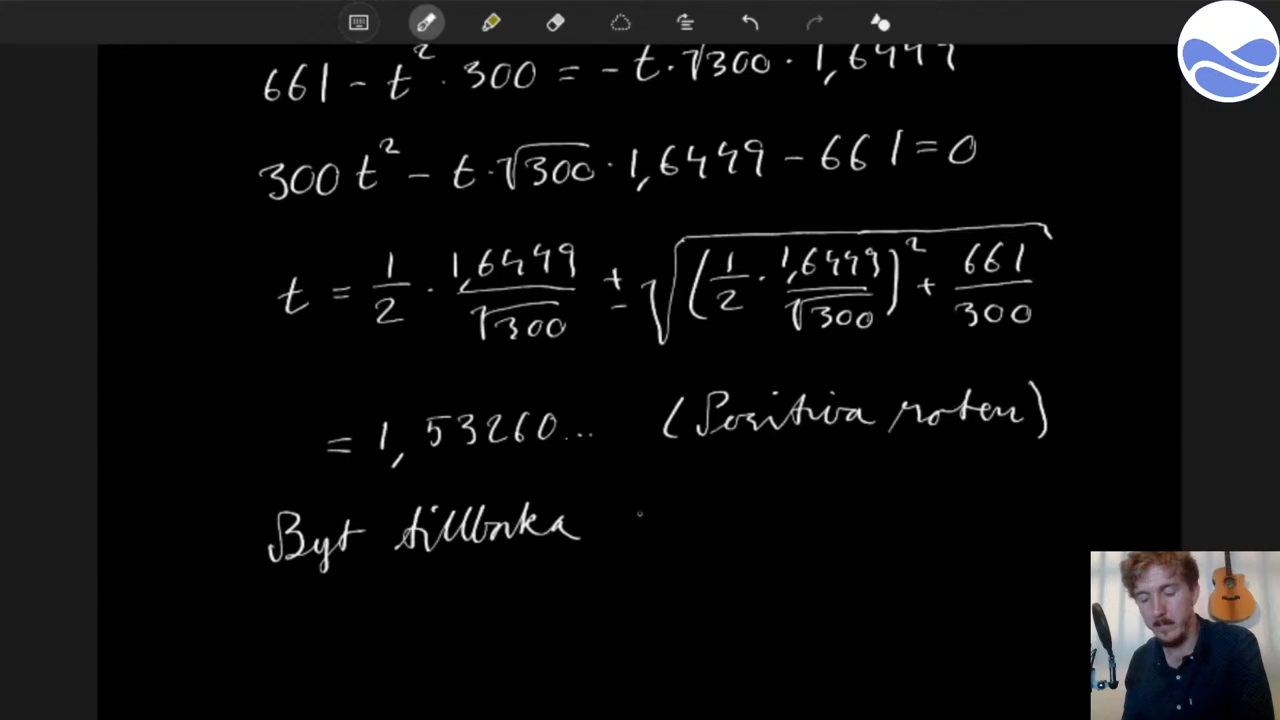 661 - t² · 300 = - t · √300 · 1,6449
300 t² - t · √300 · 1,6449 - 661 = 0
t = 1/2 · 1,6449/√300 ± √((1/2 · 1,6449/√300)² + 661/300)
= 1,53260... (Positiva roten)
Byt tillbaka